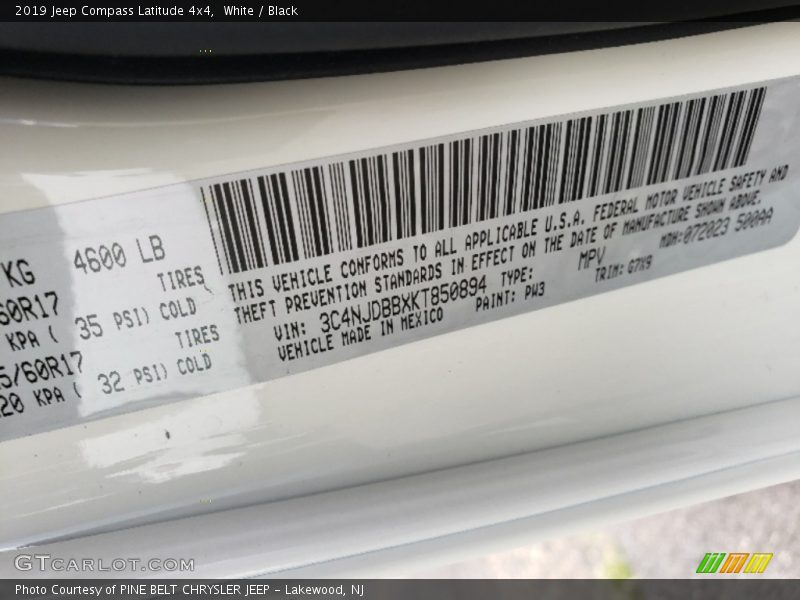 2019 Jeep Compass Latitude 4x4, White / Black
KG 4600 LB
60R17 TIRES
KPA ( 35 PSI) COLD
5/60R17 TIRES
20 KPA ( 32 PSI) COLD
THIS VEHICLE CONFORMS TO ALL APPLICABLE U.S.A. FEDERAL MOTOR VEHICLE SAFETY AND
THEFT PREVENTION STANDARDS IN EFFECT ON THE DATE OF MANUFACTURE SHOWN ABOVE.
VIN: 3C4NJDBBXKT850894 TYPE: MPV MDH:072023 500AA
VEHICLE MADE IN MEXICO PAINT: PW3 TRIM: G7X9
GTCARLOT.COM
Photo Courtesy of PINE BELT CHRYSLER JEEP - Lakewood, NJ